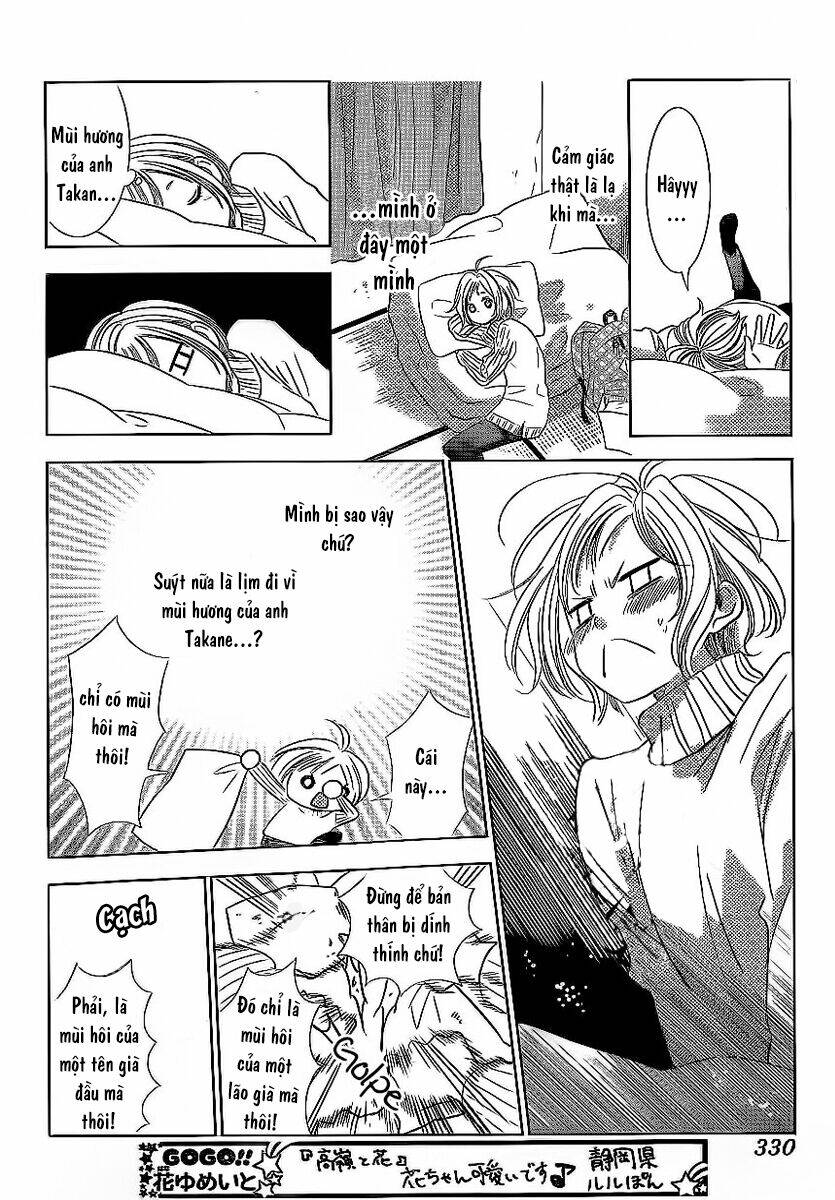 Hâyyy
...
Cảm giác
thật là lạ
khi mà...
...mình ở
đây một
mình
Mùi hương
của anh
Takan...
Mình bị sao vậy
chứ?
Suýt nữa là lịm đi vì
mùi hương của anh
Takane...?
Cái
này...
chỉ có mùi
hôi mà
thôi!
Đừng để bản
thân bị dính
thính chứ!
Đó chỉ là
mùi hôi
của một
lão già mà
thôi!
Golpe
Cạch
Phải, là
mùi hôi của
một tên già
đầu mà
thôi!
330
GOGO!!
花ゆめいと
『高嶺と花』
花ちゃん可愛いです♪
静岡県
ルルぽん